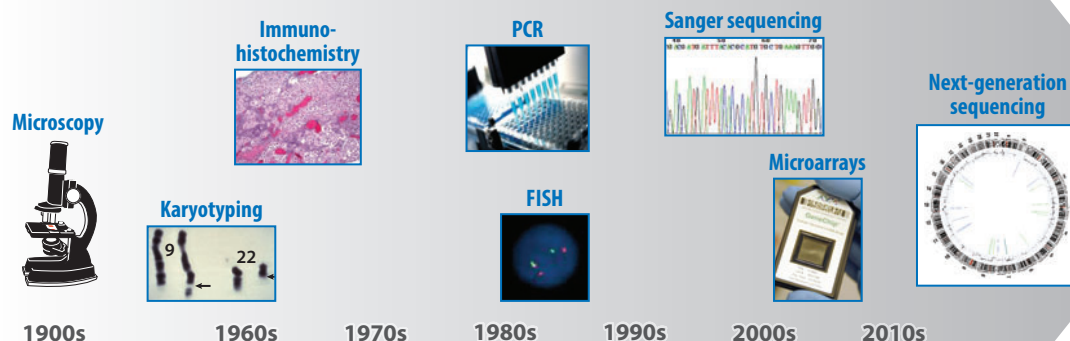 Microscopy
Karyotyping
9
22
Immuno-
histochemistry
PCR
FISH
Sanger sequencing
Microarrays
GeneChip
Next-generation
sequencing
1900s
1960s
1970s
1980s
1990s
2000s
2010s